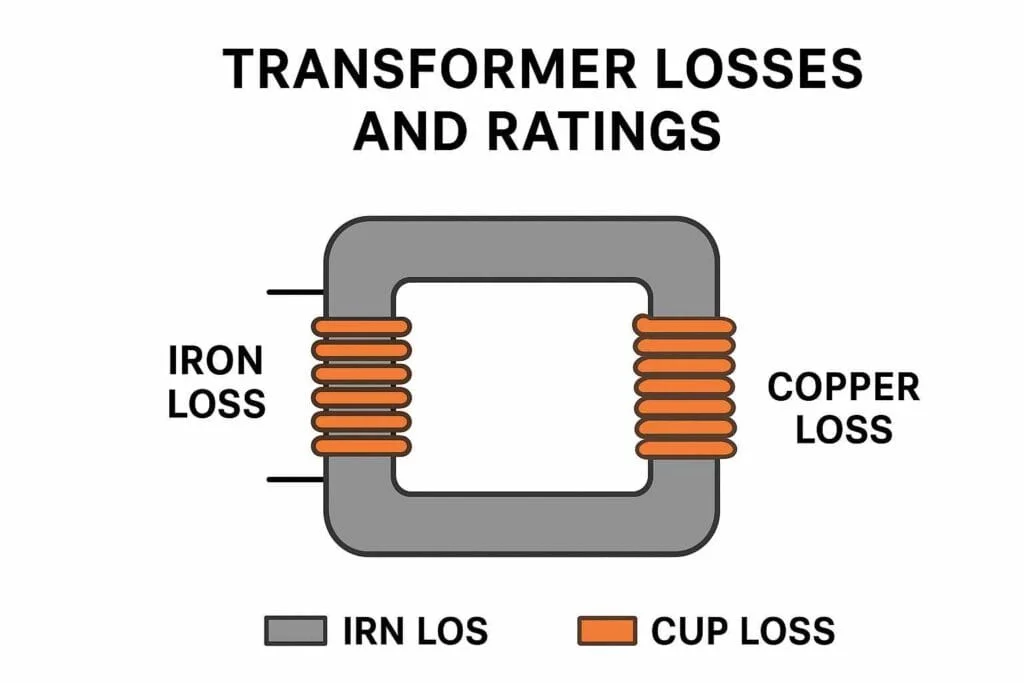 TRANSFORMER LOSSES
AND RATINGS
IRON
LOSS
COPPER
LOSS
IRN LOS
CUP LOSS